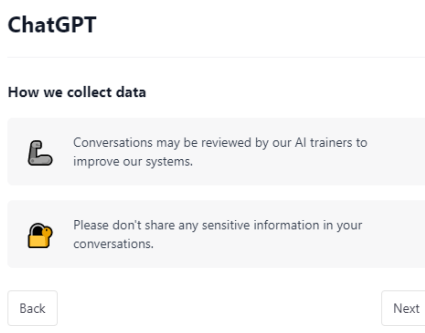 ChatGPT
How we collect data
Conversations may be reviewed by our AI trainers to
improve our systems.
Please don't share any sensitive information in your
conversations.
Back
Next